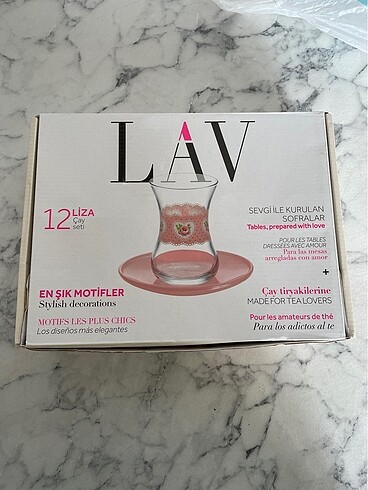 LAV
12 LİZA
Çay
seti
SEVGİ İLE KURULAN
SOFRALAR
Tables, prepared with love
POUR LES TABLES
DRESSÉES AVEC AMOUR
Para las mesas
arregladas con amor
+
EN ŞIK MOTİFLER
Stylish decorations
MOTIFS LES PLUS CHICS
Los diseños más elegantes
Çay tiryakilerine
MADE FOR TEA LOVERS
Pour les amateurs de thé
Para los adictos al te